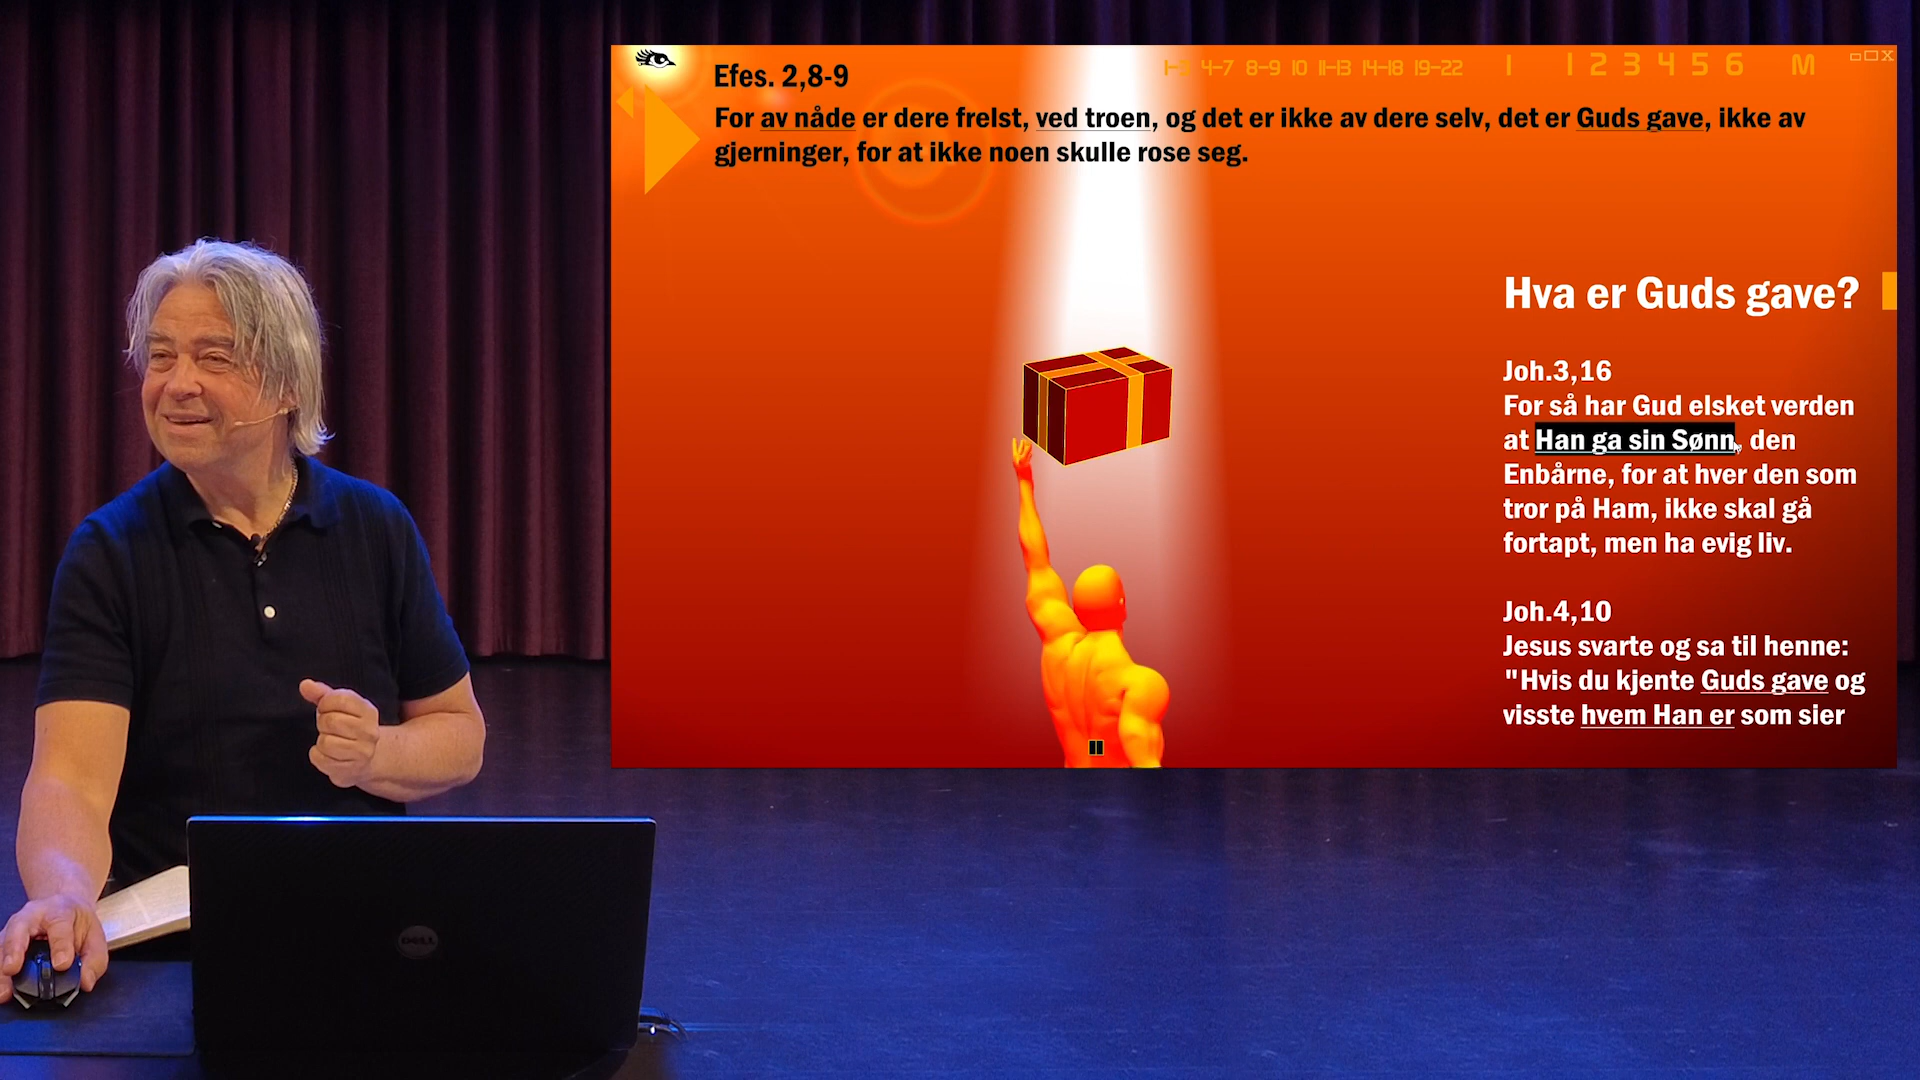 Efes. 2,8-9
1-3 4-7 8-9 10 11-13 14-18 19-22 1 1 2 3 4 5 6 M X
For av nåde er dere frelst, ved troen, og det er ikke av dere selv, det er Guds gave, ikke av
gjerninger, for at ikke noen skulle rose seg.
Hva er Guds gave?
Joh.3,16
For så har Gud elsket verden
at Han ga sin Sønn, den
Enbårne, for at hver den som
tror på Ham, ikke skal gå
fortapt, men ha evig liv.
Joh.4,10
Jesus svarte og sa til henne:
"Hvis du kjente Guds gave og
visste hvem Han er som sier
DELL